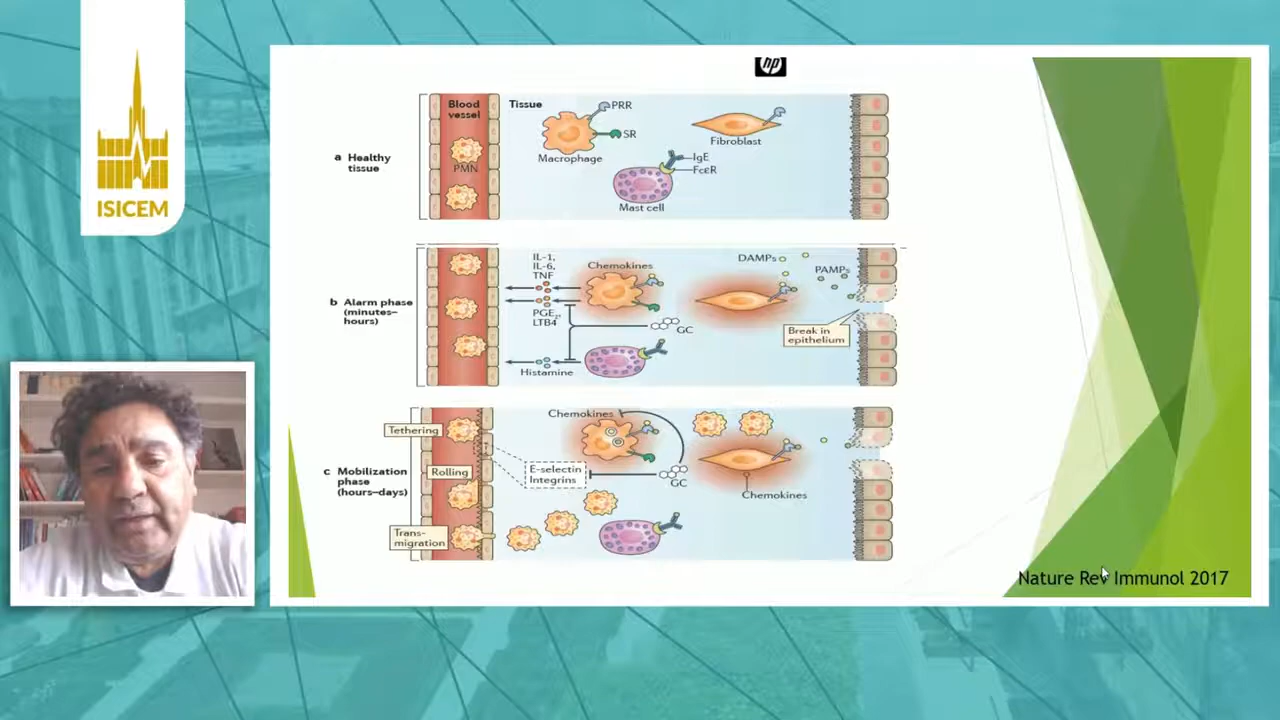 ISICEM
hp
Blood
vessel
Tissue
PRR
SR
Macrophage
Fibroblast
IgE
FcεR
Mast cell
PMN
a Healthy
tissue
b Alarm phase
(minutes–
hours)
IL-1,
IL-6,
TNF
Chemokines
DAMPs
PAMPs
PGE2,
LTB4
GC
Histamine
Break in
epithelium
c Mobilization
phase
(hours–days)
Tethering
Rolling
Trans-
migration
Chemokines
E-selectin
Integrins
GC
Chemokines
Nature Rev Immunol 2017